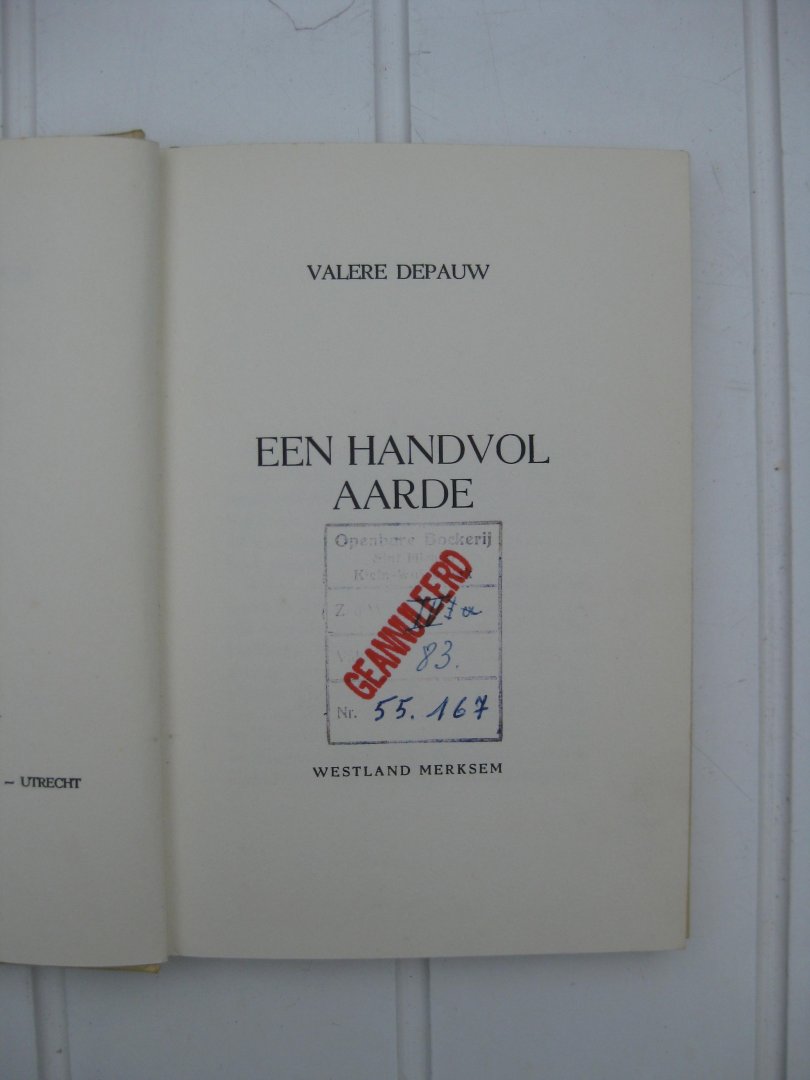 ~ UTRECHT
VALERE DEPAUW
EEN HANDVOL
AARDE
Openbare Boekerij
GEANNULEERD
83.
Nr. 55.167
WESTLAND MERKSEM